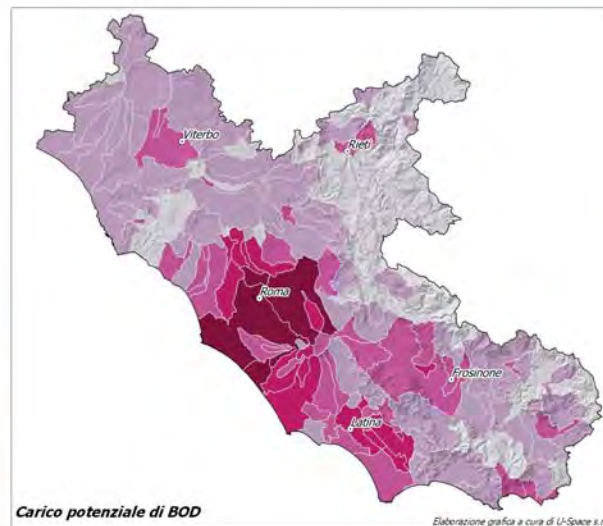 Viterbo
Rieti
Roma
Frosinone
Latina
Carico potenziale di BOD
Elaborazione grafica a cura di U-Space s.r